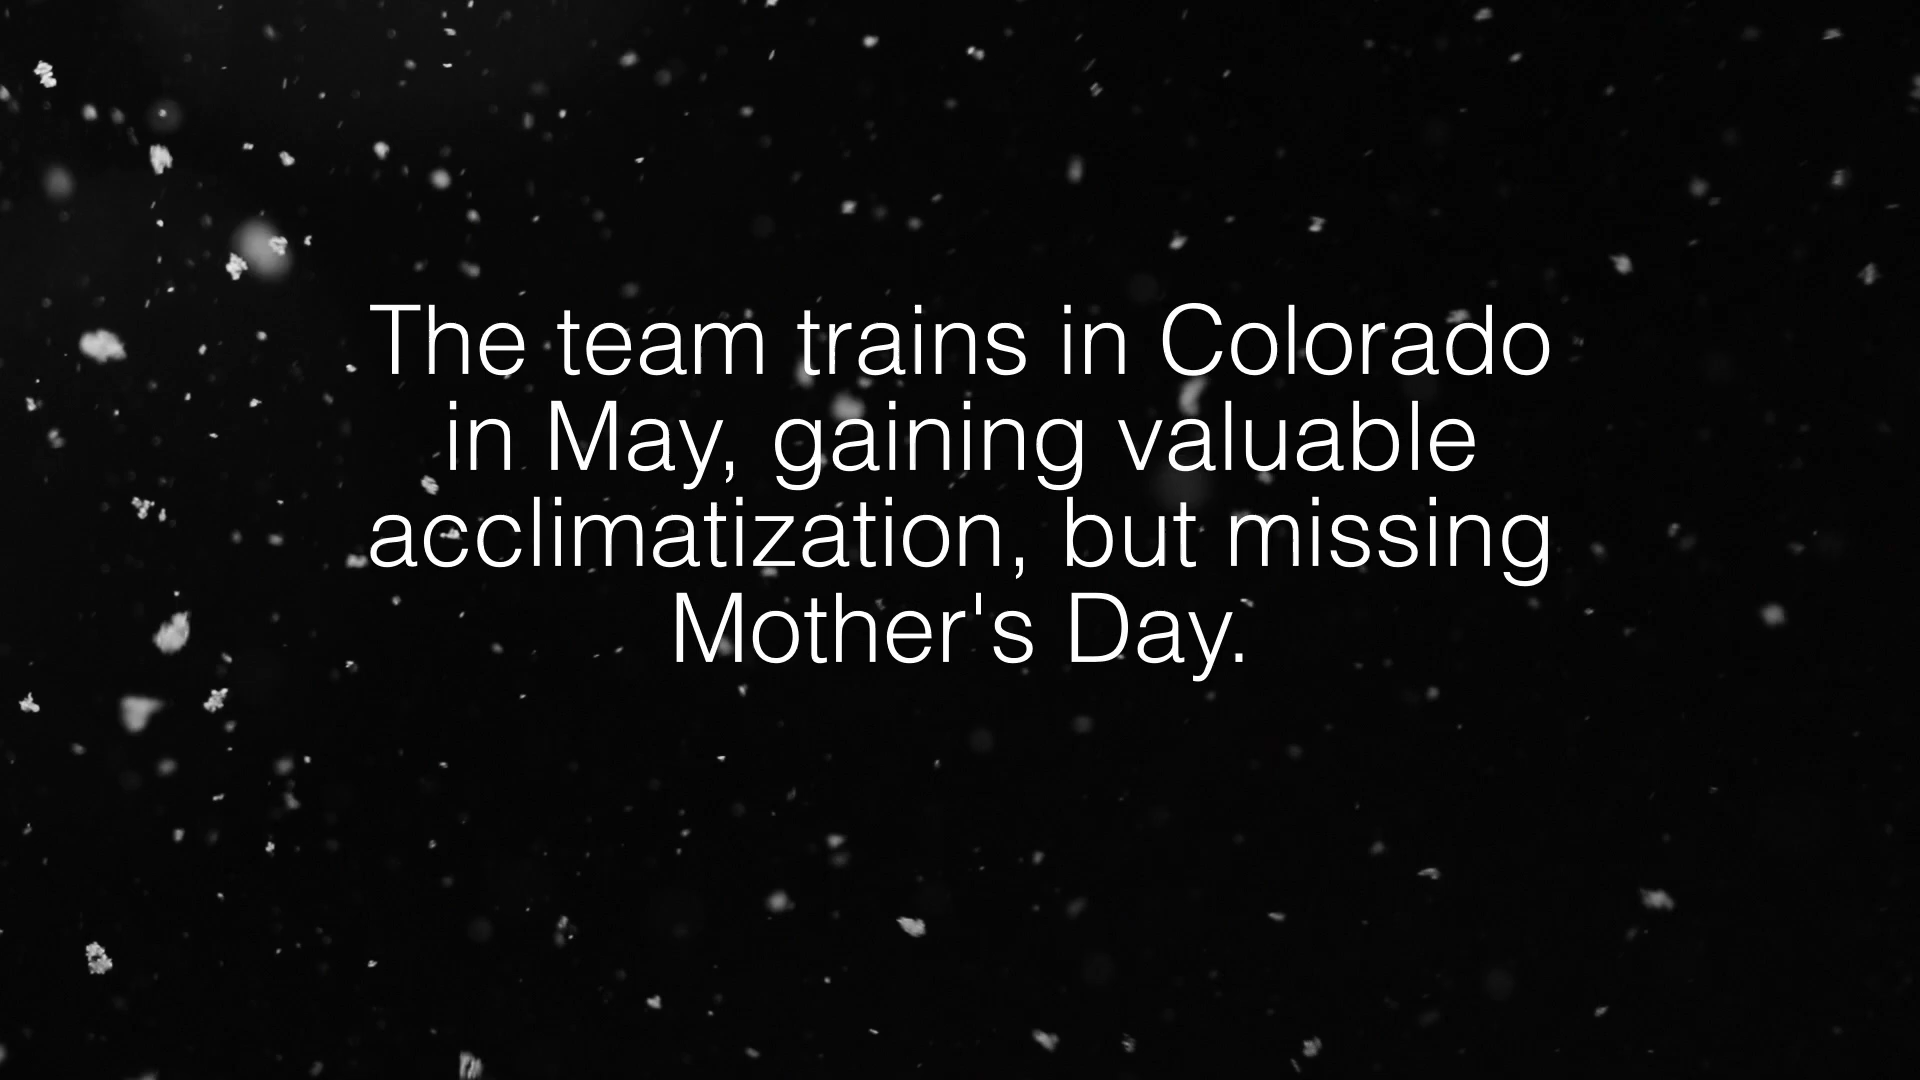 The team trains in Colorado
in May, gaining valuable
acclimatization, but missing
Mother's Day.